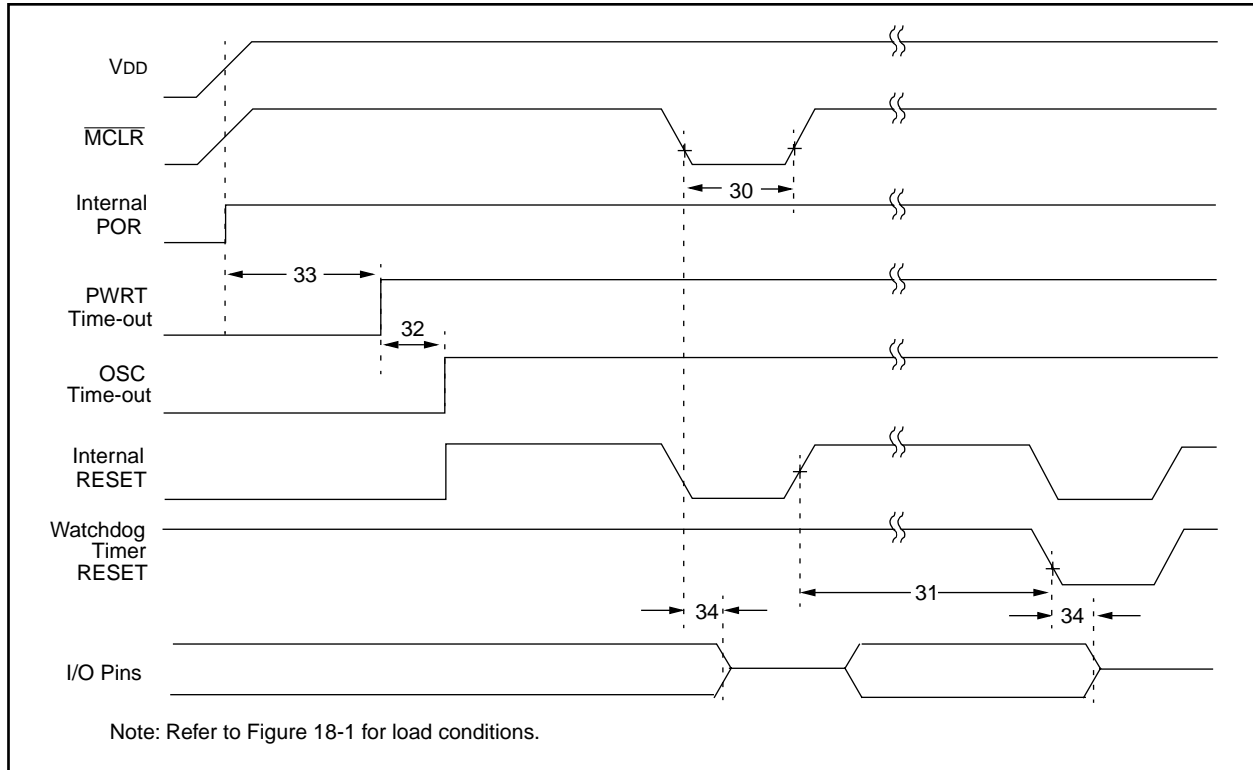 VDD
MCLR
30
Internal
POR
33
PWRT
Time-out
32
OSC
Time-out
Internal
RESET
Watchdog
Timer
RESET
31
34
34
I/O Pins
Note: Refer to Figure 18-1 for load conditions.